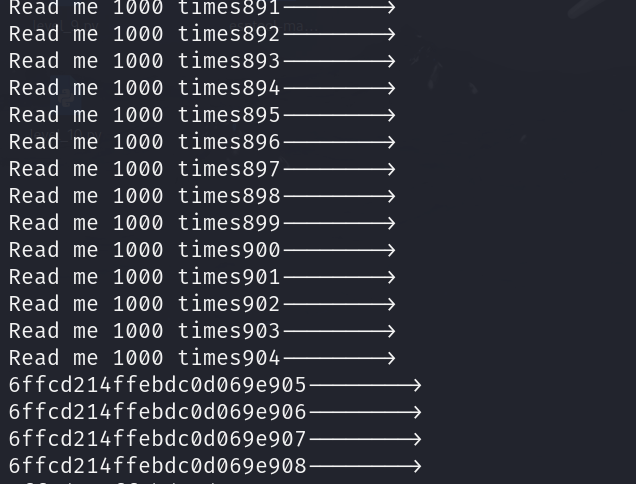 Read me 1000 times891-------->
Read me 1000 times892-------->
Read me 1000 times893-------->
Read me 1000 times894-------->
Read me 1000 times895-------->
Read me 1000 times896-------->
Read me 1000 times897-------->
Read me 1000 times898-------->
Read me 1000 times899-------->
Read me 1000 times900-------->
Read me 1000 times901-------->
Read me 1000 times902-------->
Read me 1000 times903-------->
Read me 1000 times904-------->
6ffcd214ffebdc0d069e905-------->
6ffcd214ffebdc0d069e906-------->
6ffcd214ffebdc0d069e907-------->
6ffcd214ffebdc0d069e908-------->